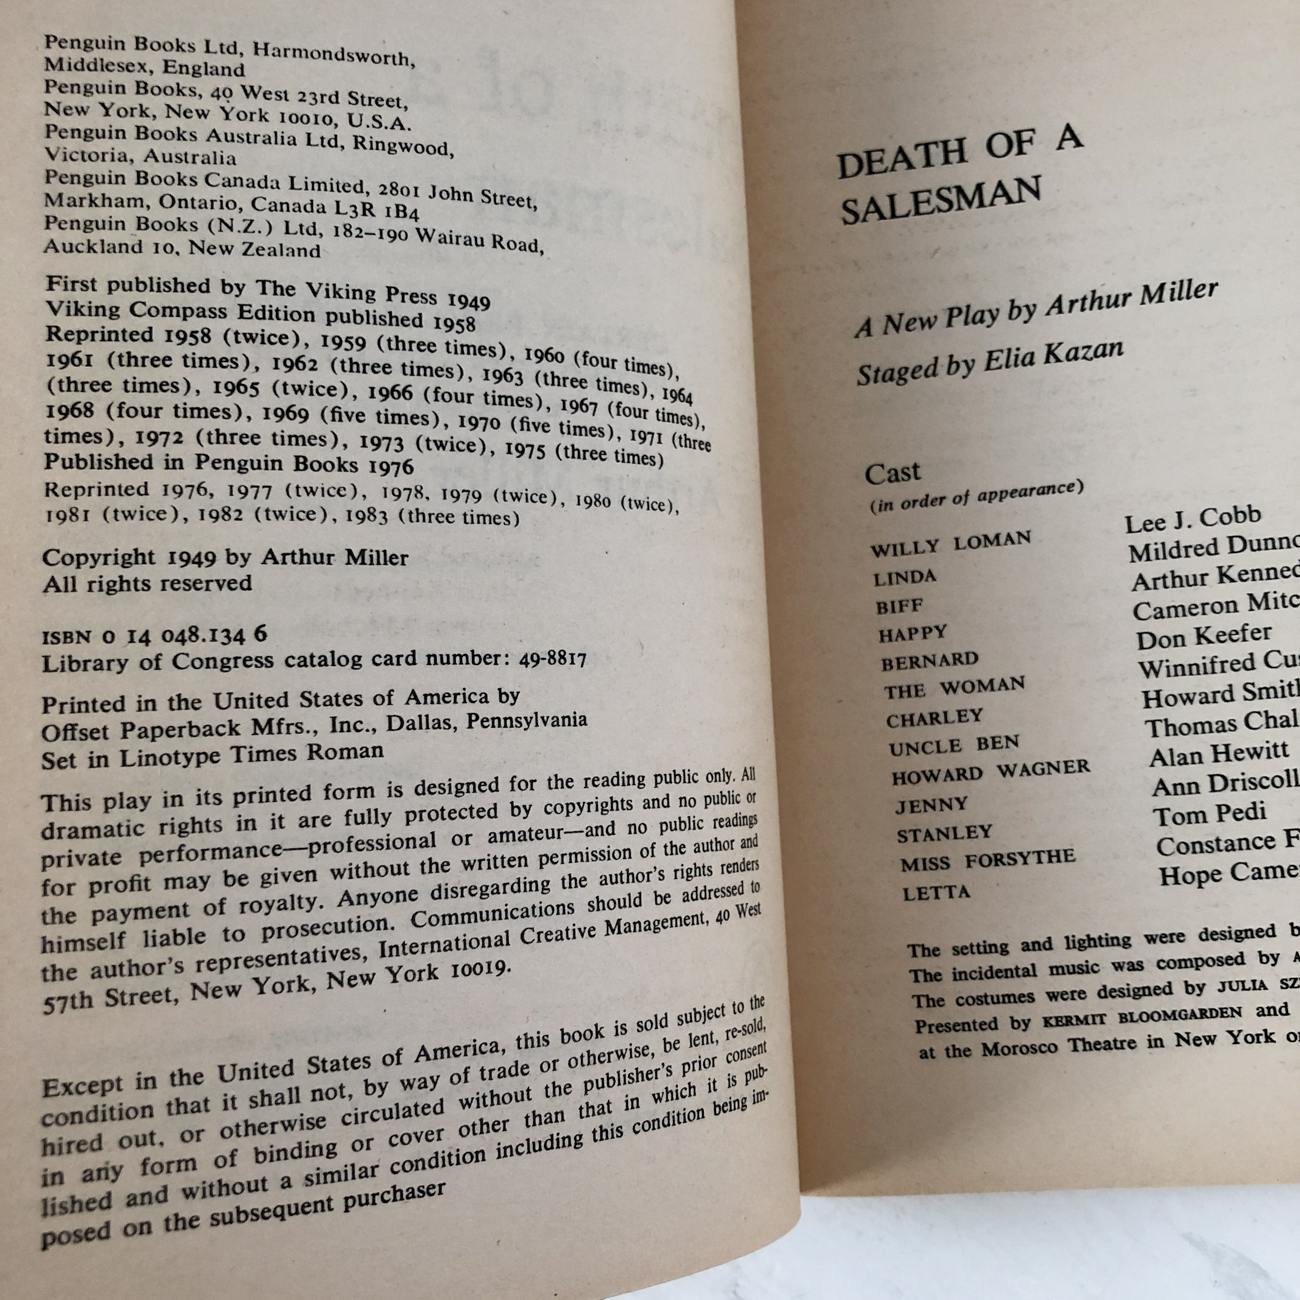 Penguin Books Ltd, Harmondsworth,
Middlesex, England
Penguin Books, 40 West 23rd Street,
New York, New York 10010, U.S.A.
Penguin Books Australia Ltd, Ringwood,
Victoria, Australia
Penguin Books Canada Limited, 2801 John Street,
Markham, Ontario, Canada L3R 1B4
Penguin Books (N.Z.) Ltd, 182–190 Wairau Road,
Auckland 10, New Zealand
First published by The Viking Press 1949
Viking Compass Edition published 1958
Reprinted 1958 (twice), 1959 (three times), 1960 (four times),
1961 (three times), 1962 (three times), 1963 (three times), 1964
(three times), 1965 (twice), 1966 (four times), 1967 (four times),
1968 (four times), 1969 (five times), 1970 (five times), 1971 (three
times), 1972 (three times), 1973 (twice), 1975 (three times)
Published in Penguin Books 1976
Reprinted 1976, 1977 (twice), 1978, 1979 (twice), 1980 (twice),
1981 (twice), 1982 (twice), 1983 (three times)
Copyright 1949 by Arthur Miller
All rights reserved
ISBN 0 14 048.134 6
Library of Congress catalog card number: 49-8817
Printed in the United States of America by
Offset Paperback Mfrs., Inc., Dallas, Pennsylvania
Set in Linotype Times Roman
This play in its printed form is designed for the reading public only. All
dramatic rights in it are fully protected by copyrights and no public or
private performance—professional or amateur—and no public readings
for profit may be given without the written permission of the author and
the payment of royalty. Anyone disregarding the author's rights renders
himself liable to prosecution. Communications should be addressed to
the author's representatives, International Creative Management, 40 West
57th Street, New York, New York 10019.
Except in the United States of America, this book is sold subject to the
condition that it shall not, by way of trade or otherwise, be lent, re-sold,
hired out, or otherwise circulated without the publisher's prior consent
in any form of binding or cover other than that in which it is pub-
lished and without a similar condition including this condition being im-
posed on the subsequent purchaser
DEATH OF A
SALESMAN
A New Play by Arthur Miller
Staged by Elia Kazan
Cast
(in order of appearance)
WILLY LOMAN Lee J. Cobb
LINDA Mildred Dunno
BIFF Arthur Kenned
HAPPY Cameron Mitc
BERNARD Don Keefer
THE WOMAN Winnifred Cus
CHARLEY Howard Smith
UNCLE BEN Thomas Chal
HOWARD WAGNER Alan Hewitt
JENNY Ann Driscoll
STANLEY Tom Pedi
MISS FORSYTHE Constance F
LETTA Hope Came
The setting and lighting were designed b
The incidental music was composed by A
The costumes were designed by JULIA SZ
Presented by KERMIT BLOOMGARDEN and
at the Morosco Theatre in New York o